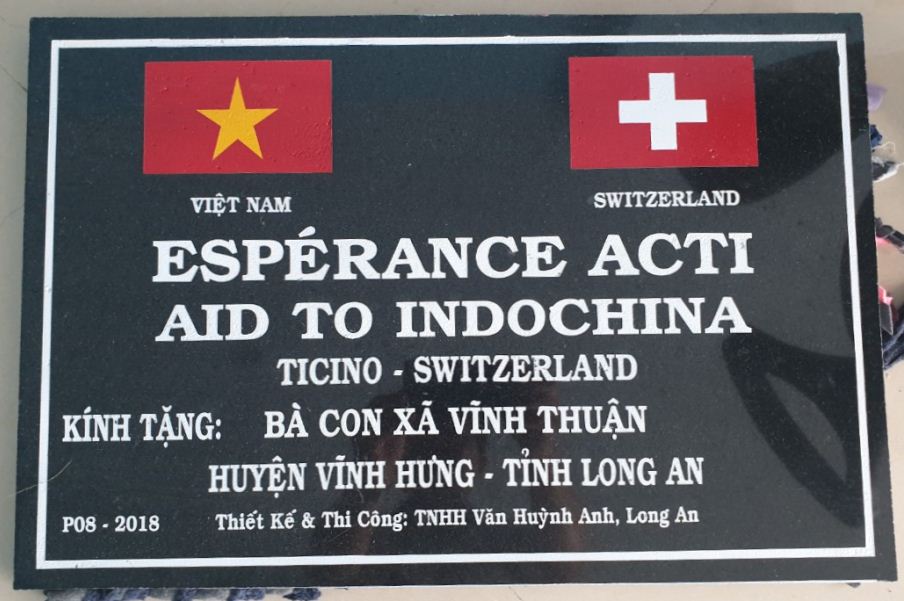 VIỆT NAM
SWITZERLAND
ESPÉRANCE ACTI
AID TO INDOCHINA
TICINO - SWITZERLAND
KÍNH TẶNG: BÀ CON XÃ VĨNH THUẬN
HUYỆN VĨNH HƯNG - TỈNH LONG AN
P08 - 2018 Thiết Kế & Thi Công: TNHH Văn Huỳnh Anh, Long An